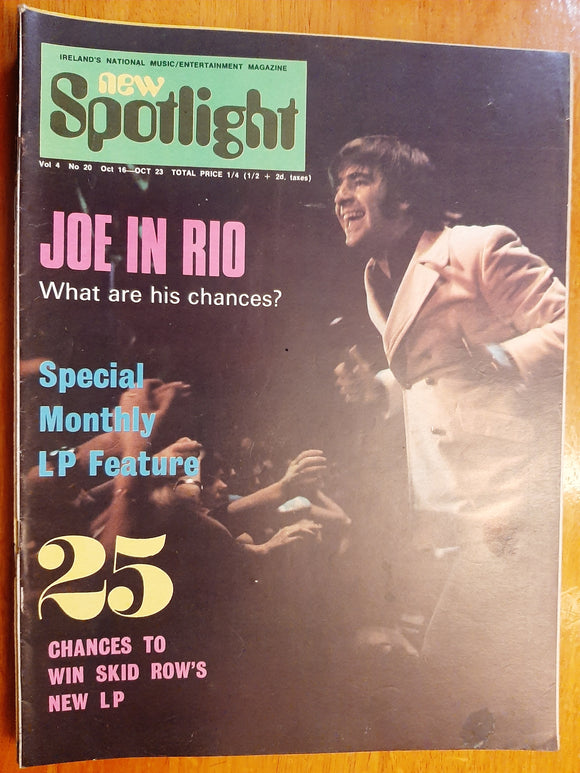 IRELAND'S NATIONAL MUSIC/ENTERTAINMENT MAGAZINE
new
Spotlight
Vol 4 No 20 Oct 16—OCT 23 TOTAL PRICE 1/4 (1/2 + 2d. taxes)
JOE IN RIO
What are his chances?
Special
Monthly
LP Feature
25
CHANCES TO
WIN SKID ROW'S
NEW LP